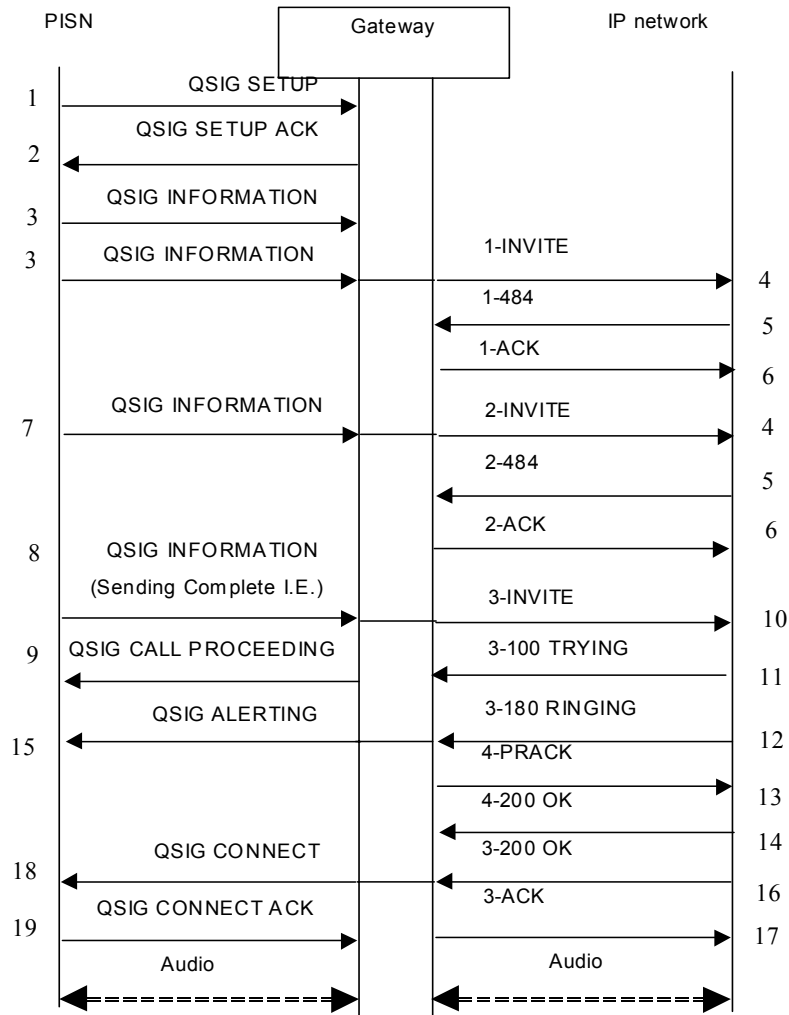 PISN Gateway IP network
1 QSIG SETUP
QSIG SETUP ACK
2
QSIG INFORMATION
3
QSIG INFORMATION 1-INVITE
3 4
1-484
5
1-ACK
6
QSIG INFORMATION 2-INVITE
7 4
2-484
5
2-ACK
8 QSIG INFORMATION 6
(Sending Complete I.E.) 3-INVITE
10
9 QSIG CALL PROCEEDING 3-100 TRYING
11
QSIG ALERTING 3-180 RINGING
15 12
4-PRACK
13
4-200 OK
14
QSIG CONNECT 3-200 OK
18 16
QSIG CONNECT ACK 3-ACK
19 17
Audio Audio